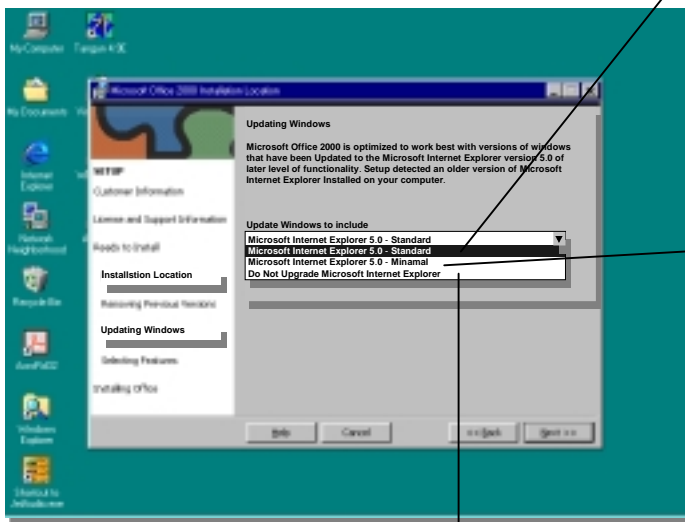 My Computer
My Documents
Internet
Explorer
Network
Neighborhood
Recycle Bin
Windows
Explorer
Shortcut to
Microsoft Office 2000 Installation Location
SETUP
Customer Information
License and Support Information
Ready to Install
Installstion Location
Removing Previous Versions
Updating Windows
Selecting Features
Installing Office
Updating Windows
Microsoft Office 2000 is optimized to work best with versions of windows
that have been Updated to the Microsoft Internet Explorer version 5.0 of
later level of functionality. Setup detected an older version of Microsoft
Internet Explorer Installed on your computer.
Update Windows to include
Microsoft Internet Explorer 5.0 - Standard
Microsoft Internet Explorer 5.0 - Standard
Microsoft Internet Explorer 5.0 - Minamal
Do Not Upgrade Microsoft Internet Explorer
Help
Cancel
<< Back
Next >>